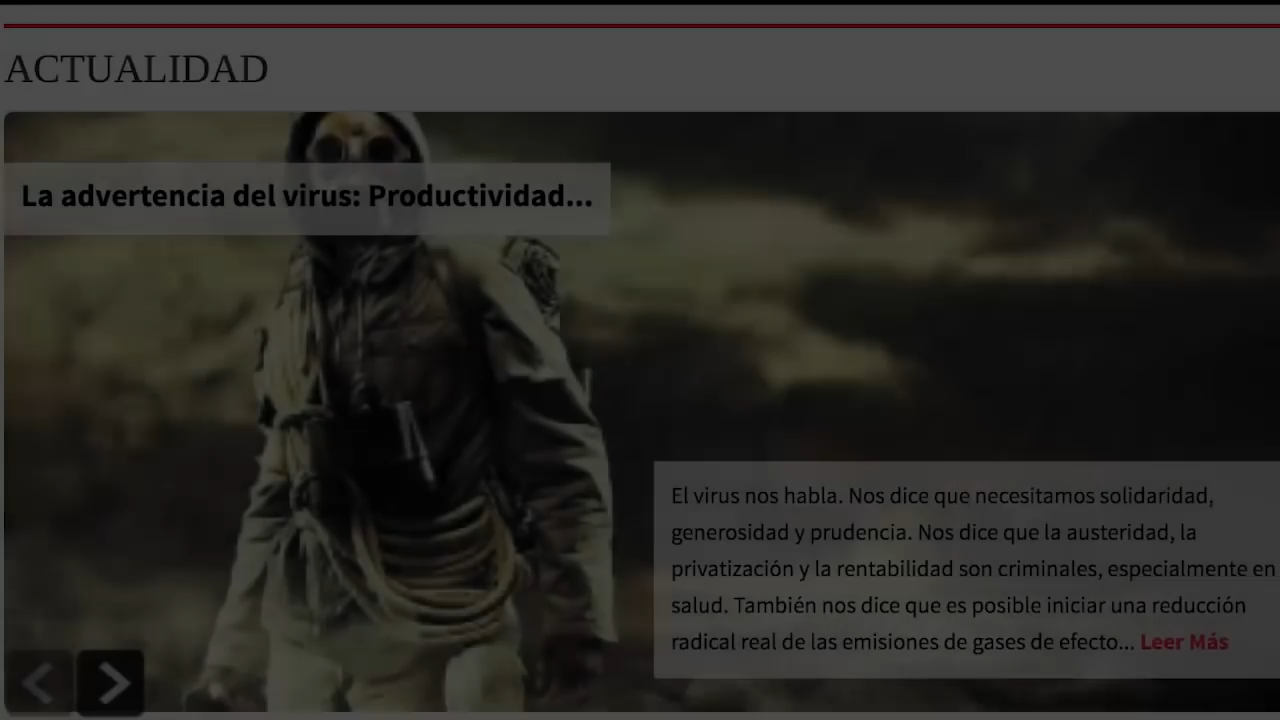 ACTUALIDAD
La advertencia del virus: Productividad...
El virus nos habla. Nos dice que necesitamos solidaridad,
generosidad y prudencia. Nos dice que la austeridad, la
privatización y la rentabilidad son criminales, especialmente en
salud. También nos dice que es posible iniciar una reducción
radical real de las emisiones de gases de efecto... Leer Más